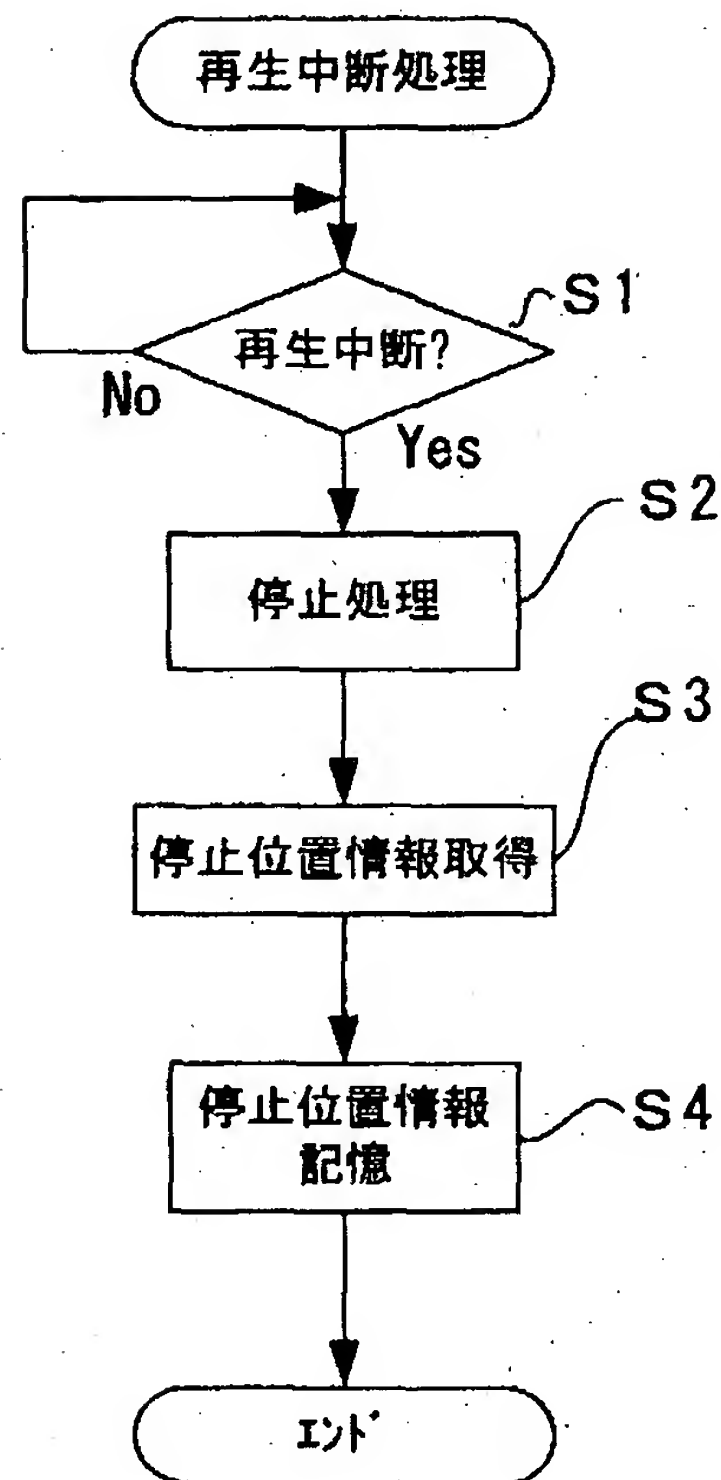 再生中断処理
S1
再生中断?
No
Yes
S2
停止処理
S3
停止位置情報取得
停止位置情報
S4
記憶
ｴﾝﾄﾞ